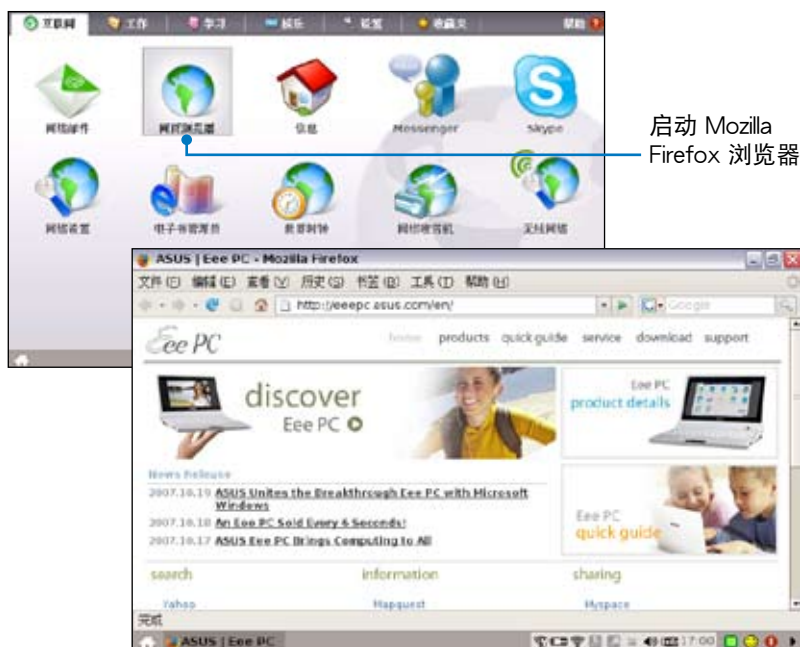 互联网 工作 学习 娱乐 设置 收藏夹 帮助
网络邮件 网页浏览器 信息 Messenger Skype
启动 Mozilla
Firefox 浏览器
网络设置 电子书管理员 世界时钟 网络收音机 无线网络
ASUS | Eee PC - Mozilla Firefox
文件(E) 编辑(E) 查看(V) 历史(S) 书签(B) 工具(T) 帮助(H)
http://eeepc.asus.com/en/ Google
Eee PC home products quick guide service download support
discover
Eee PC
Eee PC
product details
News Release
2007.10.19 ASUS Unites the Breakthrough Eee PC with Microsoft
Windows
2007.10.18 An Eee PC Sold Every 6 Seconds!
2007.10.17 ASUS Eee PC Brings Computing to All
Eee PC
quick guide
search information sharing
Yahoo Mapquest Myspace
完成
ASUS | Eee PC 17:00